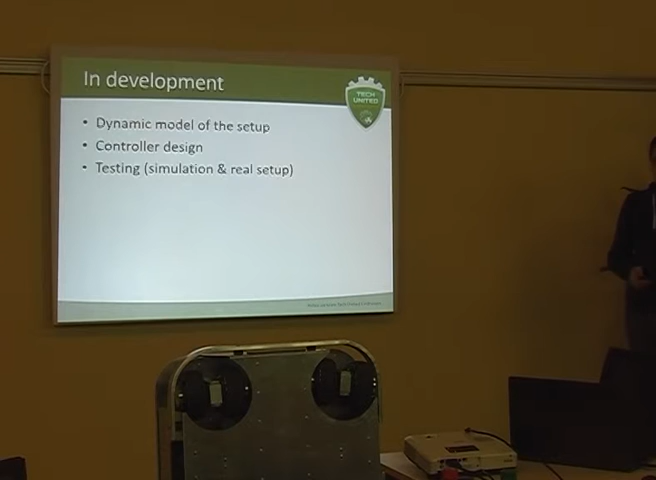 In development
TECH
UNITED
• Dynamic model of the setup
• Controller design
• Testing (simulation & real setup)